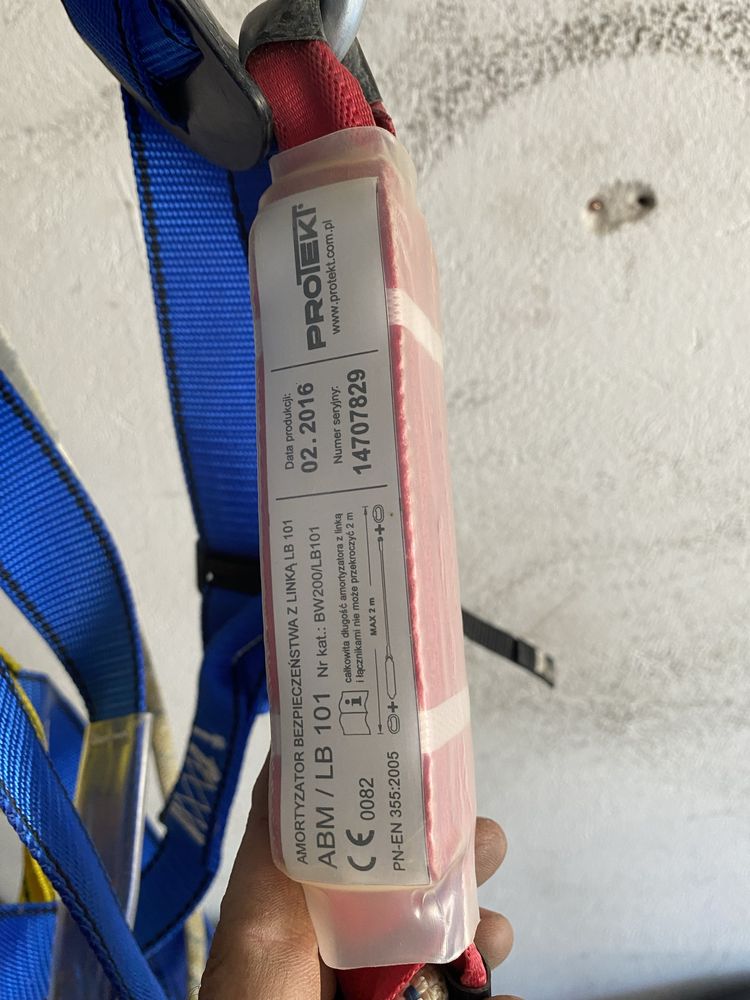 PROTEKT
www.protekt.com.pl
Data produkcji:
02.2016
Numer seryjny:
14707829
AMORTYZATOR BEZPIECZEŃSTWA Z LINKĄ LB 101
ABM / LB 101 Nr kat.: BW200/LB101
i
całkowita długość amortyzatora z linką
i łącznikami nie może przekroczyć 2 m
MAX 2 m
CE 0082
PN-EN 355:2005